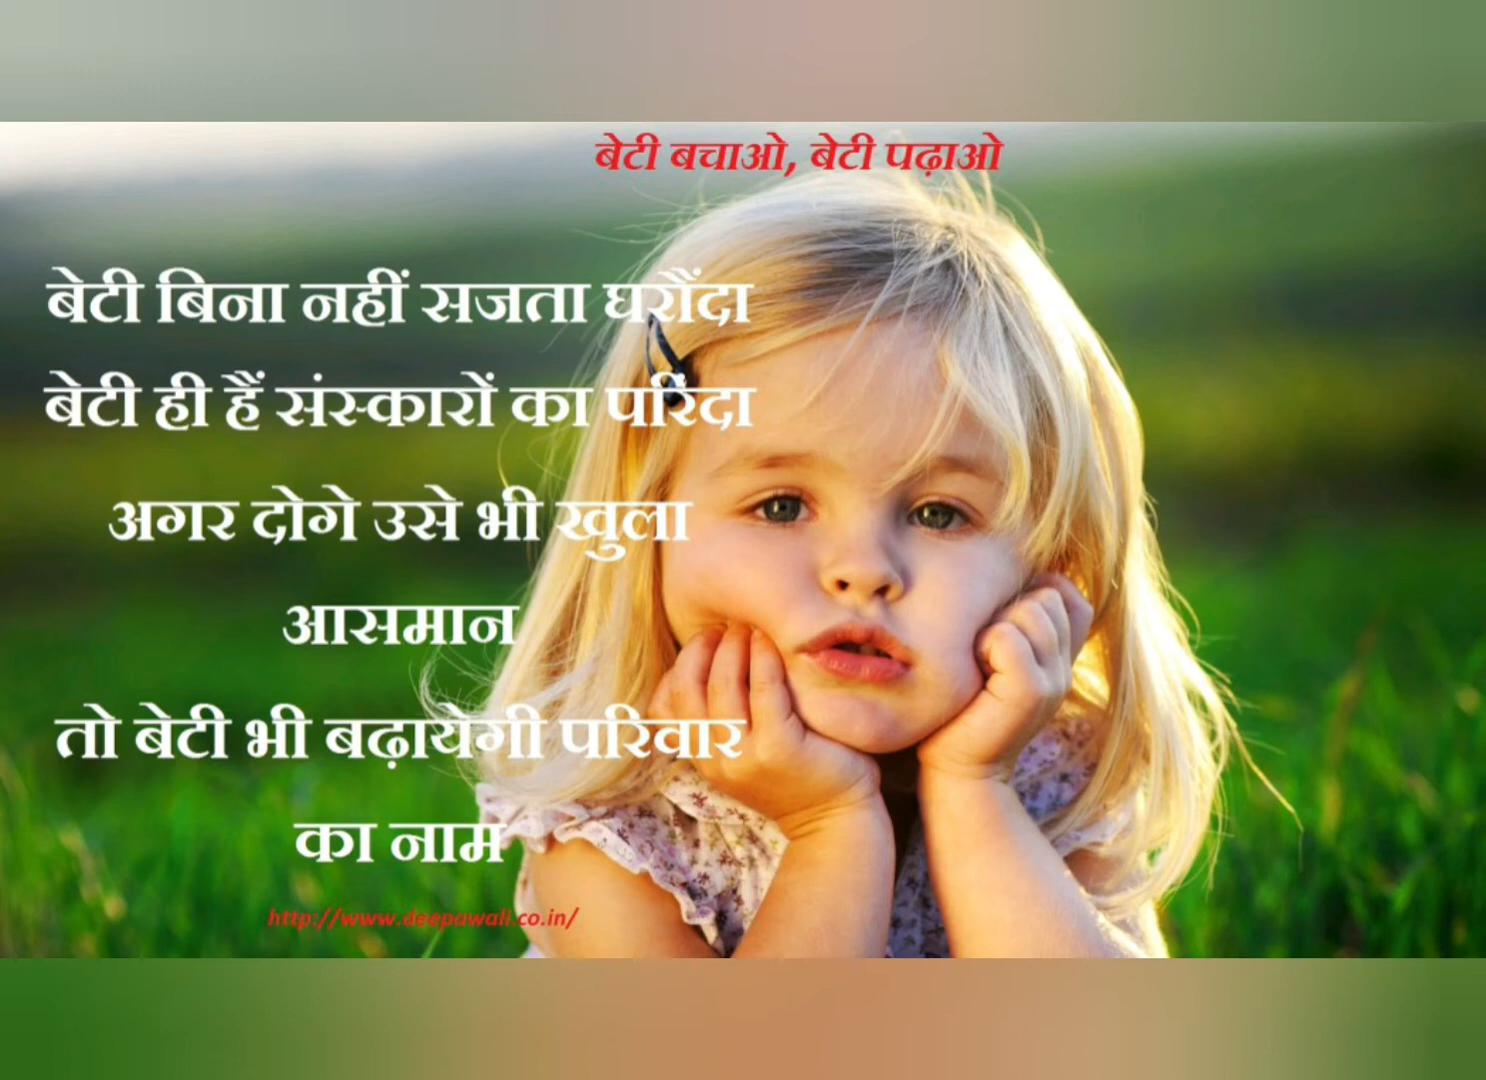 बेटी बचाओ, बेटी पढ़ाओ
बेटी बिना नहीं सजता घरौंदा
बेटी ही हैं संस्कारों का परिंदा
अगर दोगे उसे भी खुला
आसमान
तो बेटी भी बढ़ायेगी परिवार
का नाम
http://www.deepawali.co.in/